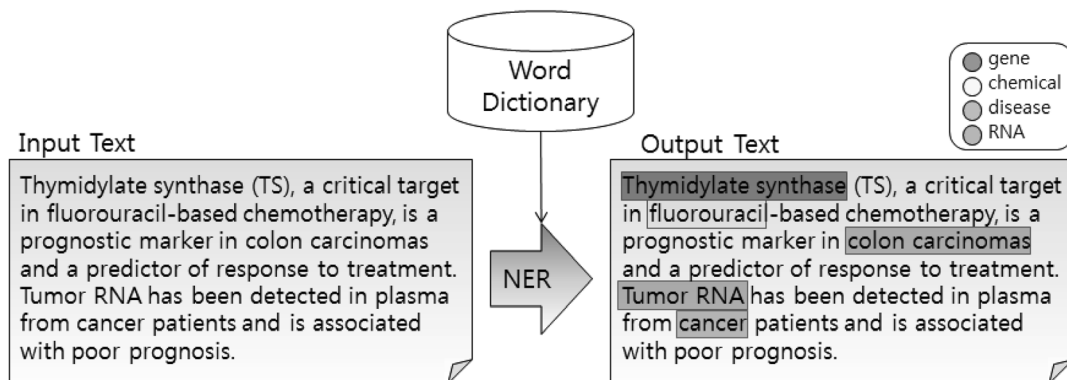 Word
Dictionary
gene
chemical
disease
RNA
Input Text
Thymidylate synthase (TS), a critical target
in fluorouracil-based chemotherapy, is a
prognostic marker in colon carcinomas
and a predictor of response to treatment.
Tumor RNA has been detected in plasma
from cancer patients and is associated
with poor prognosis.
NER
Output Text
Thymidylate synthase (TS), a critical target
in fluorouracil-based chemotherapy, is a
prognostic marker in colon carcinomas
and a predictor of response to treatment.
Tumor RNA has been detected in plasma
from cancer patients and is associated
with poor prognosis.